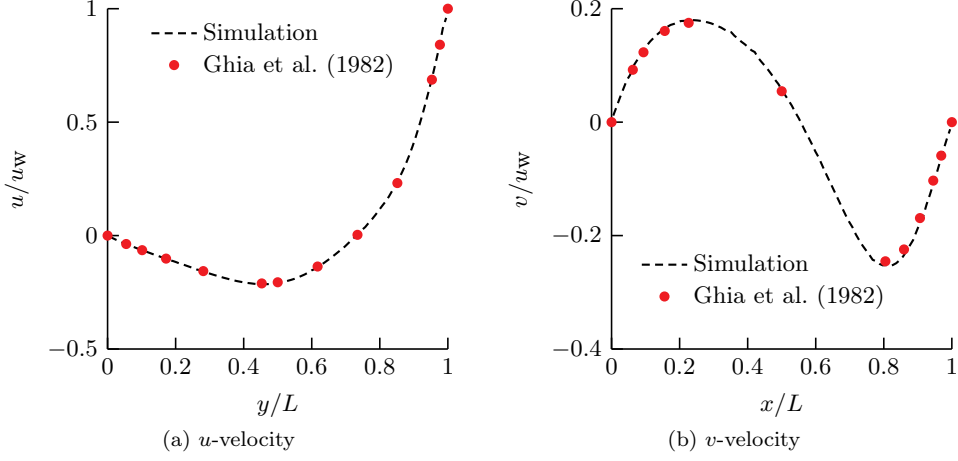 1
0.5
0
−0.5
0
0.2
0.4
0.6
0.8
1
u/uw
y/L
Simulation
Ghia et al. (1982)
(a) u-velocity
0.2
0
−0.2
−0.4
0
0.2
0.4
0.6
0.8
1
v/uw
x/L
Simulation
Ghia et al. (1982)
(b) v-velocity